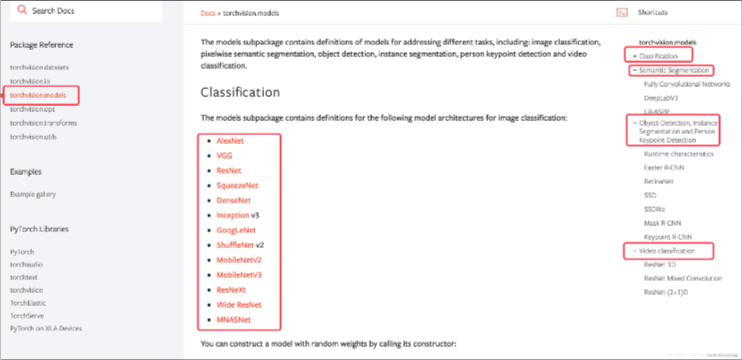 Search Docs
Package Reference
torchvision.datasets
torchvision.io
torchvision.models
torchvision.ops
torchvision.transforms
torchvision.utils
Examples
Example gallery
PyTorch Libraries
PyTorch
torchaudio
torchtext
torchvision
TorchElastic
TorchServe
PyTorch on XLA Devices
Docs > torchvision.models
The models subpackage contains definitions of models for addressing different tasks, including: image classification,
pixelwise semantic segmentation, object detection, instance segmentation, person keypoint detection and video
classification.
Classification
The models subpackage contains definitions for the following model architectures for image classification:
AlexNet
VGG
ResNet
SqueezeNet
DenseNet
Inception v3
GoogLeNet
ShuffleNet v2
MobileNetV2
MobileNetV3
ResNeXt
Wide ResNet
MNASNet
You can construct a model with random weights by calling its constructor:
Shortcuts
torchvision.models
+ Classification
− Semantic Segmentation
Fully Convolutional Networks
DeepLabV3
LR-ASPP
− Object Detection, Instance
Segmentation and Person
Keypoint Detection
Runtime characteristics
Faster R-CNN
RetinaNet
SSD
SSDlite
Mask R-CNN
Keypoint R-CNN
− Video classification
ResNet 3D
ResNet Mixed Convolution
ResNet (2+1)D